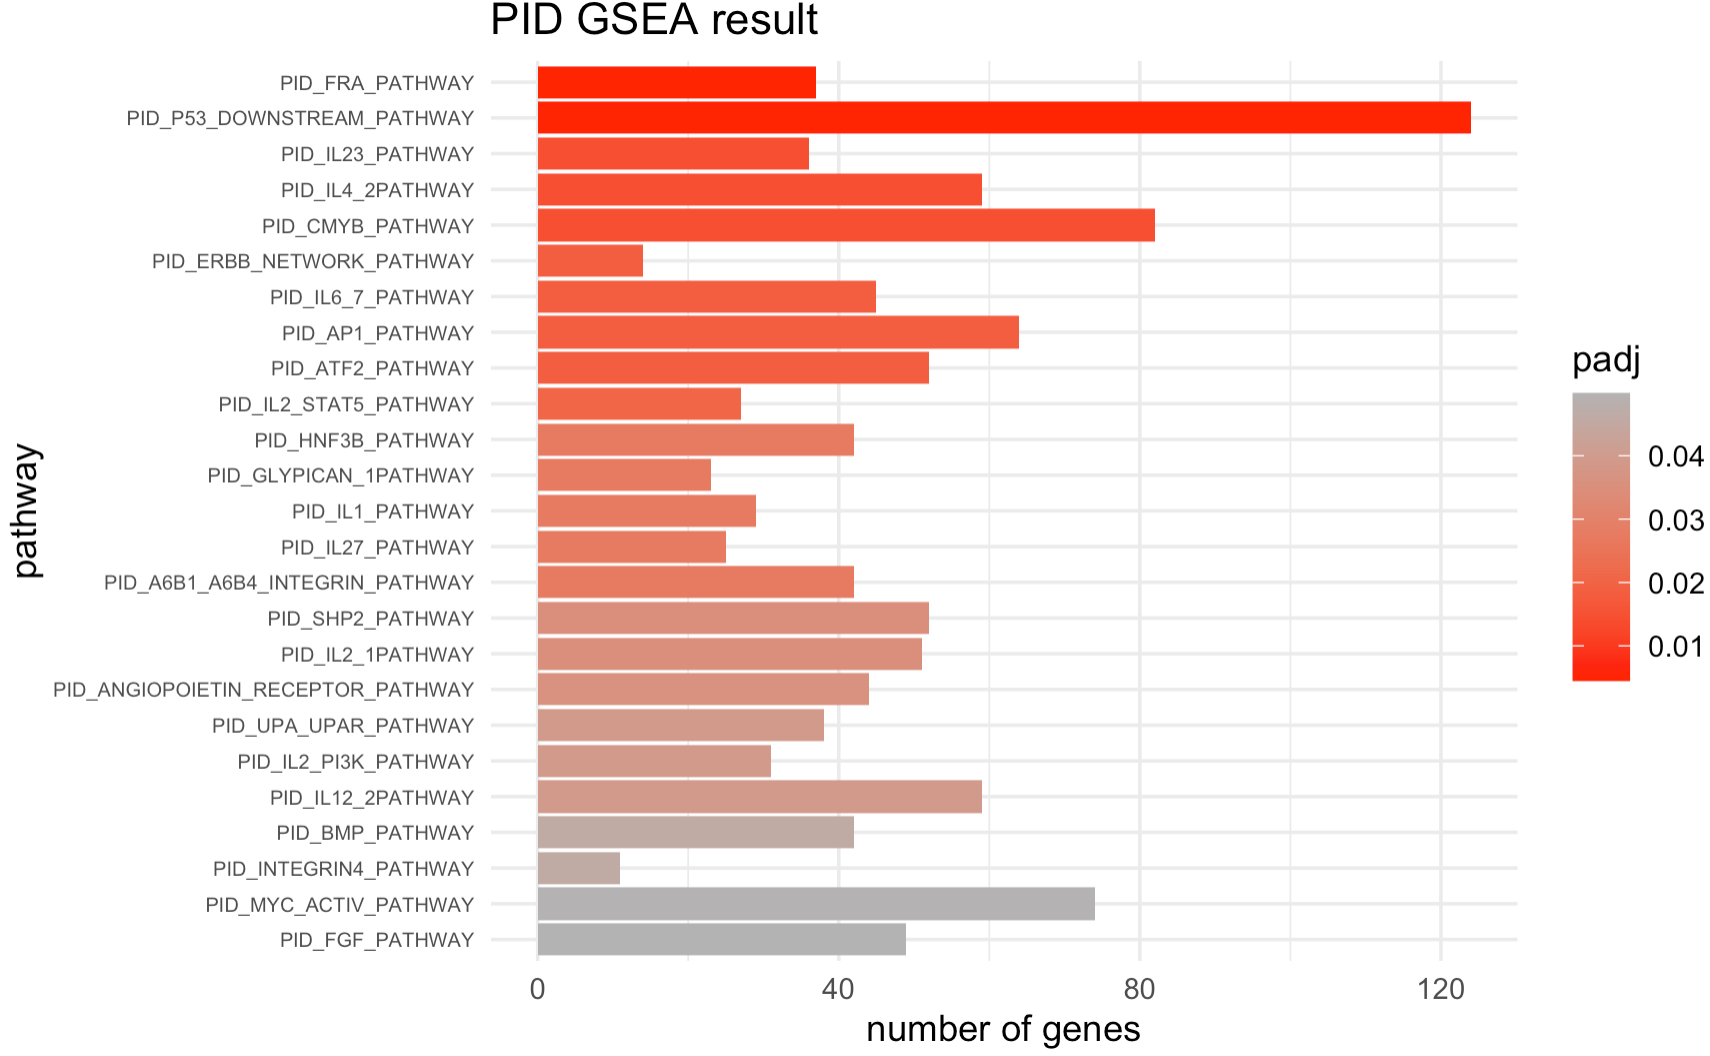 PID GSEA result
pathway
PID_FRA_PATHWAY
PID_P53_DOWNSTREAM_PATHWAY
PID_IL23_PATHWAY
PID_IL4_2PATHWAY
PID_CMYB_PATHWAY
PID_ERBB_NETWORK_PATHWAY
PID_IL6_7_PATHWAY
PID_AP1_PATHWAY
PID_ATF2_PATHWAY
PID_IL2_STAT5_PATHWAY
PID_HNF3B_PATHWAY
PID_GLYPICAN_1PATHWAY
PID_IL1_PATHWAY
PID_IL27_PATHWAY
PID_A6B1_A6B4_INTEGRIN_PATHWAY
PID_SHP2_PATHWAY
PID_IL2_1PATHWAY
PID_ANGIOPOIETIN_RECEPTOR_PATHWAY
PID_UPA_UPAR_PATHWAY
PID_IL2_PI3K_PATHWAY
PID_IL12_2PATHWAY
PID_BMP_PATHWAY
PID_INTEGRIN4_PATHWAY
PID_MYC_ACTIV_PATHWAY
PID_FGF_PATHWAY
0 40 80 120
number of genes
padj
0.04
0.03
0.02
0.01